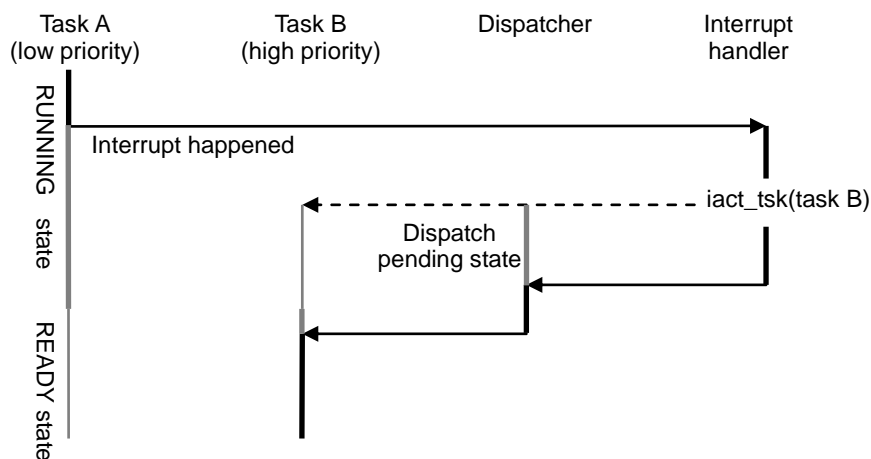 Task A
(low priority)
Task B
(high priority)
Dispatcher
Interrupt
handler
RUNNING state
Interrupt happened
iact_tsk(task B)
Dispatch
pending state
READY state